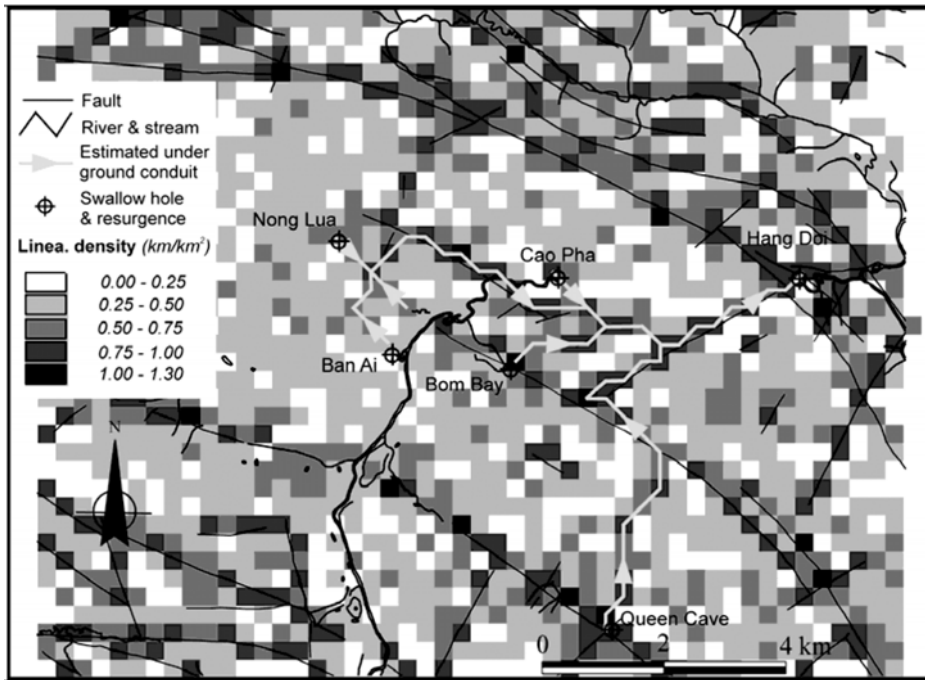 Fault
River & stream
Estimated under
ground conduit
Swallow hole
& resurgence
Linea. density (km/km²)
0.00 - 0.25
0.25 - 0.50
0.50 - 0.75
0.75 - 1.00
1.00 - 1.30
Nong Lua
Cao Pha
Hang Doi
Ban Ai
Bom Bay
N
Queen Cave
0 2 4 km